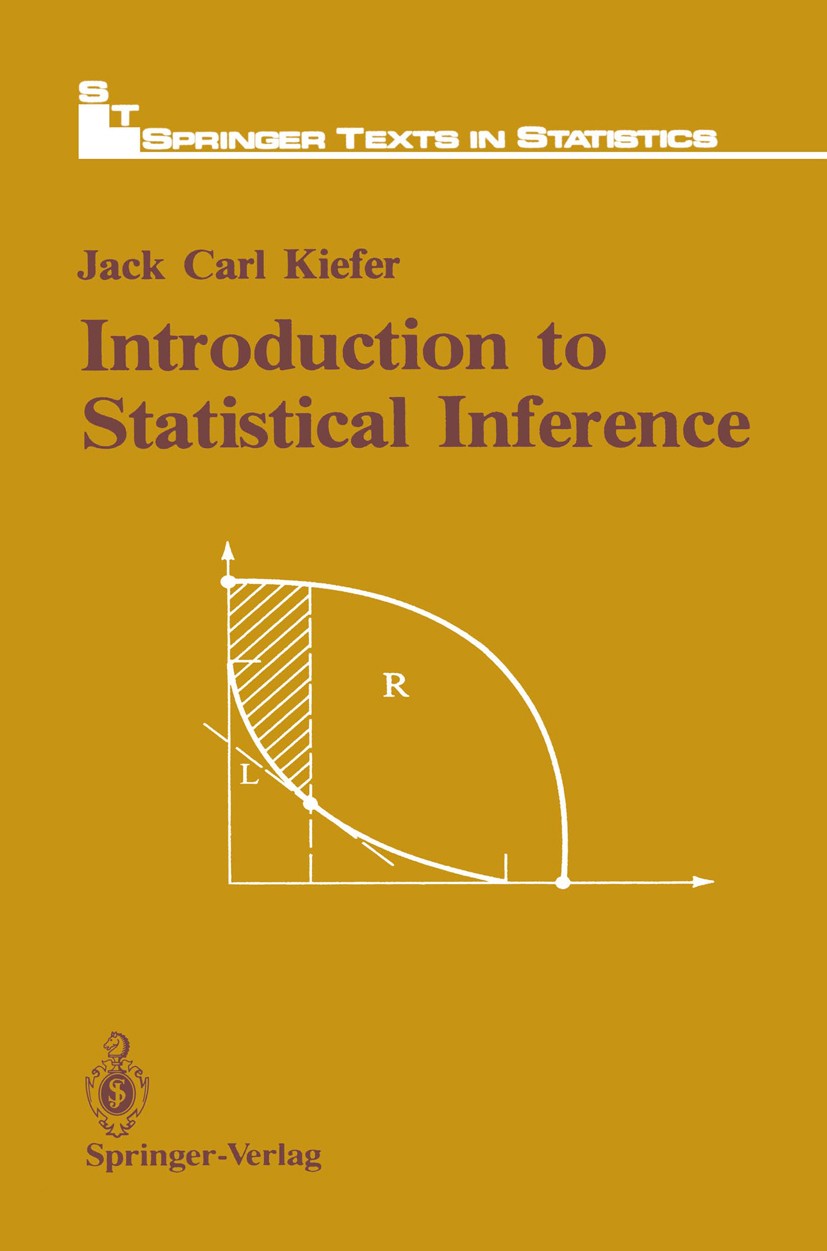 S
T
SPRINGER TEXTS IN STATISTICS
Jack Carl Kiefer
Introduction to
Statistical Inference
R
L
Springer-Verlag